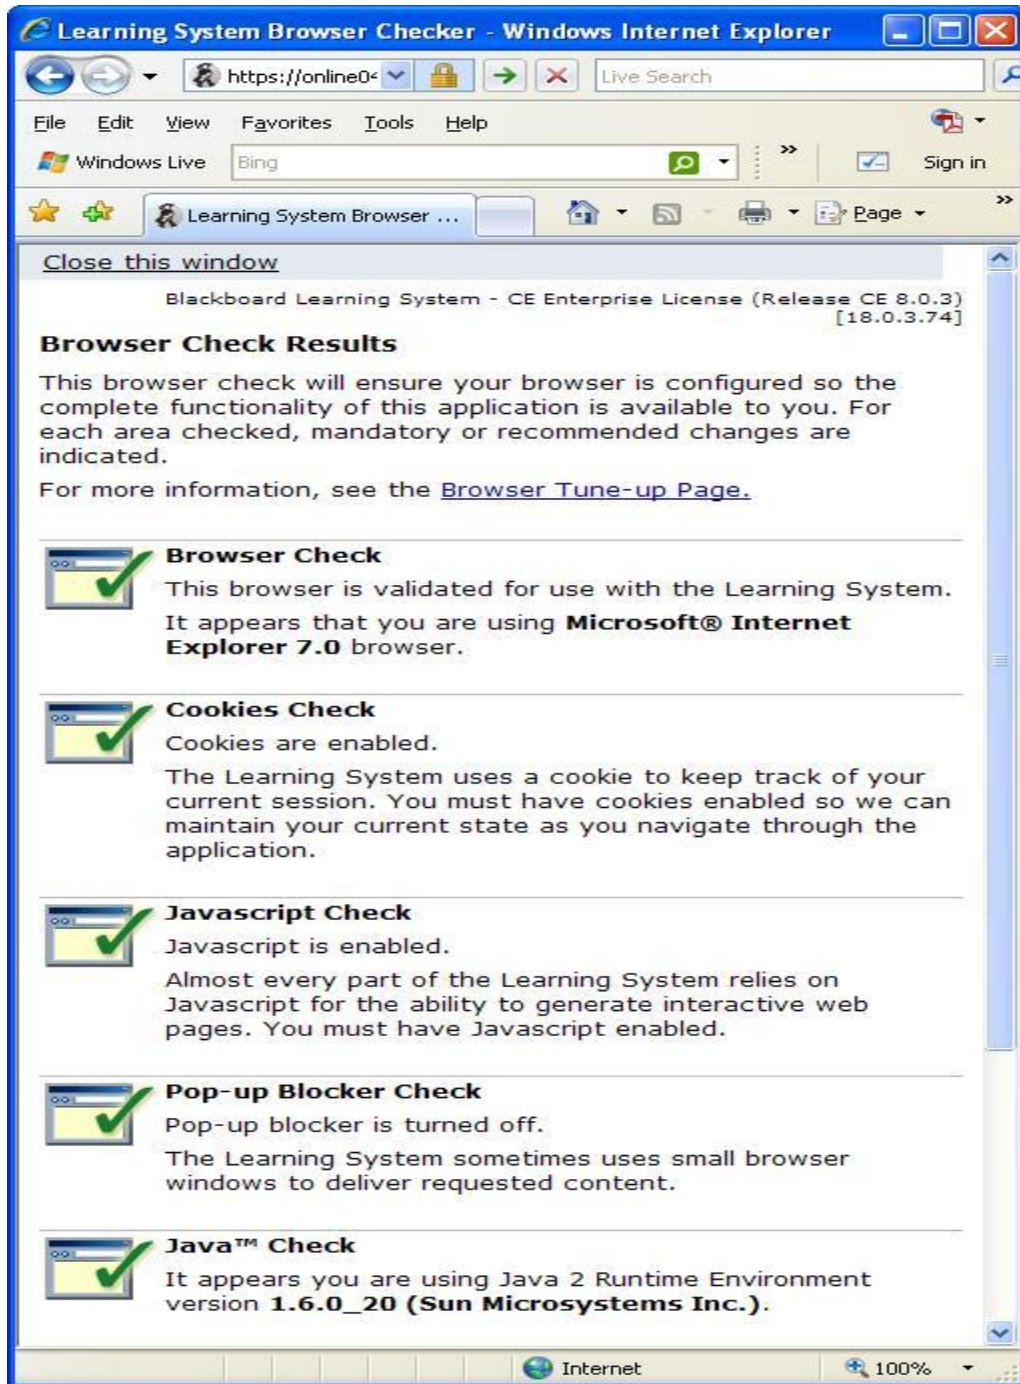 Learning System Browser Checker - Windows Internet Explorer
https://online04
Live Search
File Edit View Favorites Tools Help
Windows Live Bing » Sign in
Learning System Browser ... Page »
Close this window
Blackboard Learning System - CE Enterprise License (Release CE 8.0.3)
[18.0.3.74]
Browser Check Results
This browser check will ensure your browser is configured so the
complete functionality of this application is available to you. For
each area checked, mandatory or recommended changes are
indicated.
For more information, see the Browser Tune-up Page.
Browser Check
This browser is validated for use with the Learning System.
It appears that you are using Microsoft® Internet
Explorer 7.0 browser.
Cookies Check
Cookies are enabled.
The Learning System uses a cookie to keep track of your
current session. You must have cookies enabled so we can
maintain your current state as you navigate through the
application.
Javascript Check
Javascript is enabled.
Almost every part of the Learning System relies on
Javascript for the ability to generate interactive web
pages. You must have Javascript enabled.
Pop-up Blocker Check
Pop-up blocker is turned off.
The Learning System sometimes uses small browser
windows to deliver requested content.
Java™ Check
It appears you are using Java 2 Runtime Environment
version 1.6.0_20 (Sun Microsystems Inc.).
Internet 100%